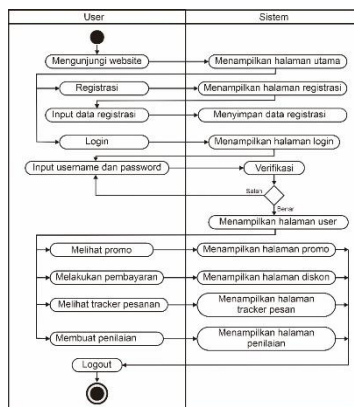 User Sistem
Mengunjungi website Menampilkan halaman utama
Registrasi Menampilkan halaman registrasi
Input data registrasi Menyimpan data registrasi
Login Menampilkan halaman login
Input username dan password Verifikasi
Salah
Benar
Menampilkan halaman user
Melihat promo Menampilkan halaman promo
Melakukan pembayaran Menampilkan halaman diskon
Melihat tracker pesanan Menampilkan halaman
tracker pesan
Membuat penilaian Menampilkan halaman
penilaian
Logout